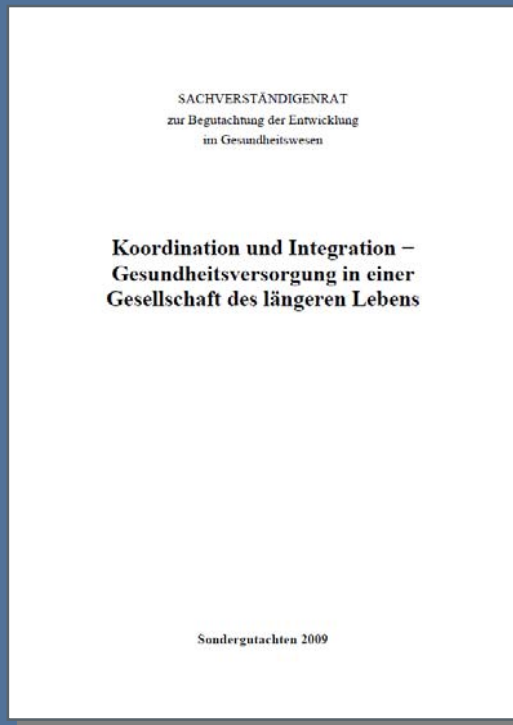 SACHVERSTÄNDIGENRAT
zur Begutachtung der Entwicklung
im Gesundheitswesen
Koordination und Integration −
Gesundheitsversorgung in einer
Gesellschaft des längeren Lebens
Sondergutachten 2009